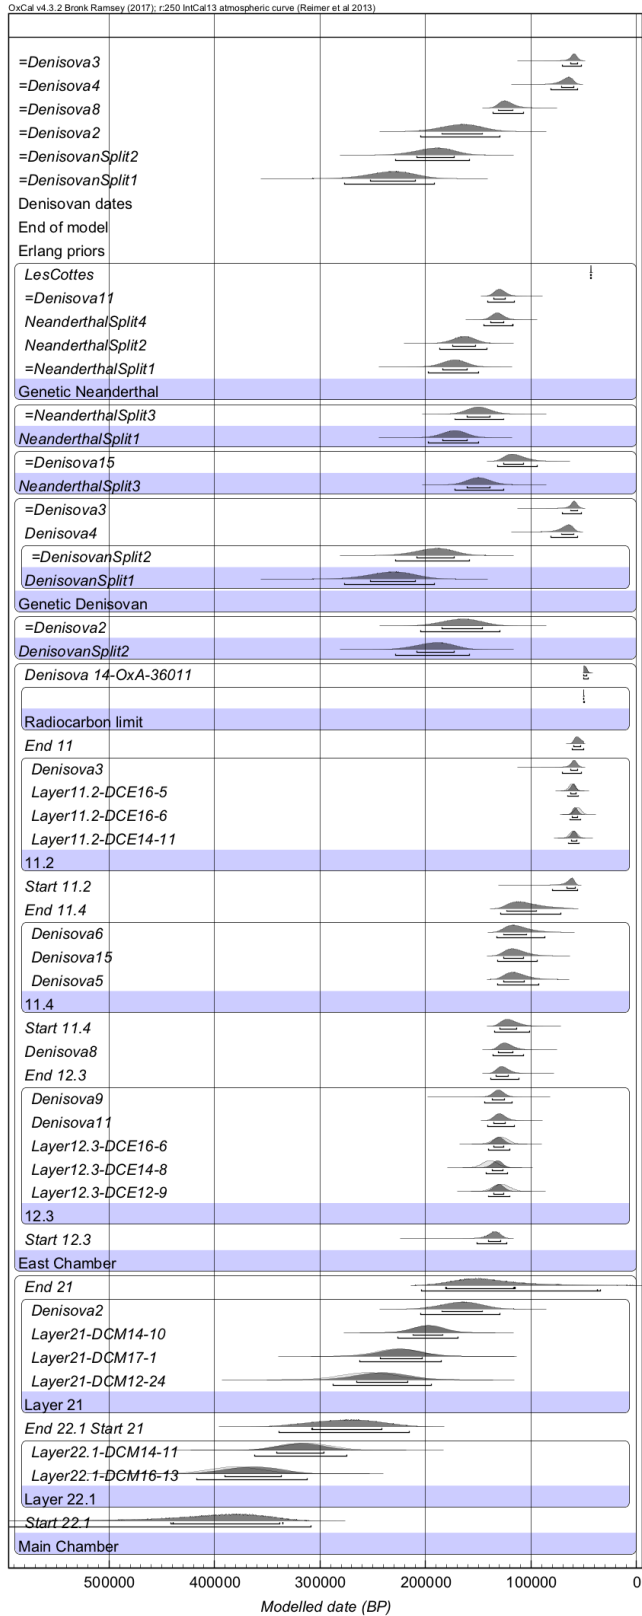 OxCal v4.3.2 Bronk Ramsey (2017); r:250 IntCal13 atmospheric curve (Reimer et al 2013)
=Denisova3
=Denisova4
=Denisova8
=Denisova2
=DenisovanSplit2
=DenisovanSplit1
Denisovan dates
End of model
Erlang priors
LesCottes
=Denisova11
NeanderthalSplit4
NeanderthalSplit2
=NeanderthalSplit1
Genetic Neanderthal
=NeanderthalSplit3
NeanderthalSplit1
=Denisova15
NeanderthalSplit3
=Denisova3
Denisova4
=DenisovanSplit2
DenisovanSplit1
Genetic Denisovan
=Denisova2
DenisovanSplit2
Denisova 14-OxA-36011
Radiocarbon limit
End 11
Denisova3
Layer11.2-DCE16-5
Layer11.2-DCE16-6
Layer11.2-DCE14-11
11.2
Start 11.2
End 11.4
Denisova6
Denisova15
Denisova5
11.4
Start 11.4
Denisova8
End 12.3
Denisova9
Denisova11
Layer12.3-DCE16-6
Layer12.3-DCE14-8
Layer12.3-DCE12-9
12.3
Start 12.3
East Chamber
End 21
Denisova2
Layer21-DCM14-10
Layer21-DCM17-1
Layer21-DCM12-24
Layer 21
End 22.1 Start 21
Layer22.1-DCM14-11
Layer22.1-DCM16-13
Layer 22.1
Start 22.1
Main Chamber
500000 400000 300000 200000 100000 0
Modelled date (BP)